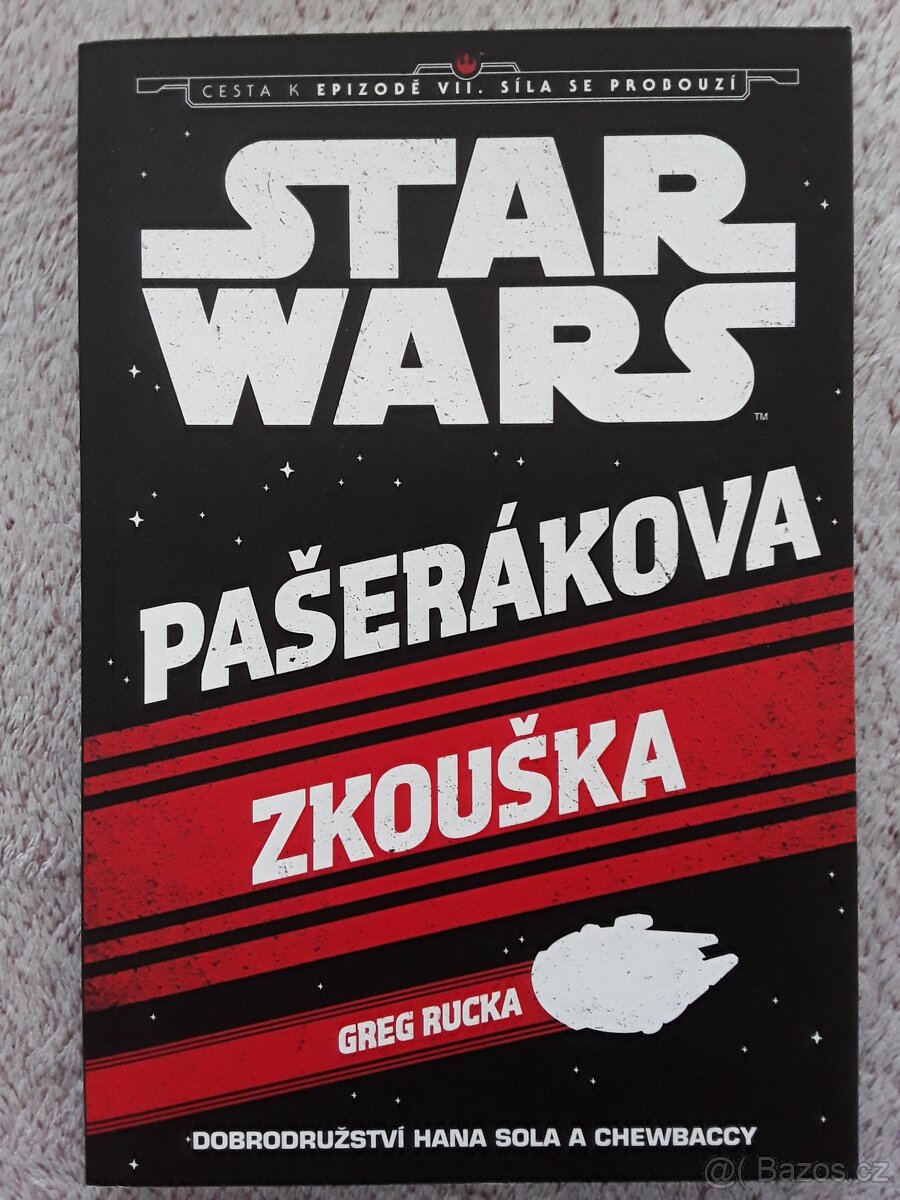 CESTA K EPIZODĚ VII. SÍLA SE PROBOUZÍ
STAR
WARS
TM
PAŠERÁKOVA
ZKOUŠKA
GREG RUCKA
DOBRODRUŽSTVÍ HANA SOLA A CHEWBACCY
@( Bazos.cz